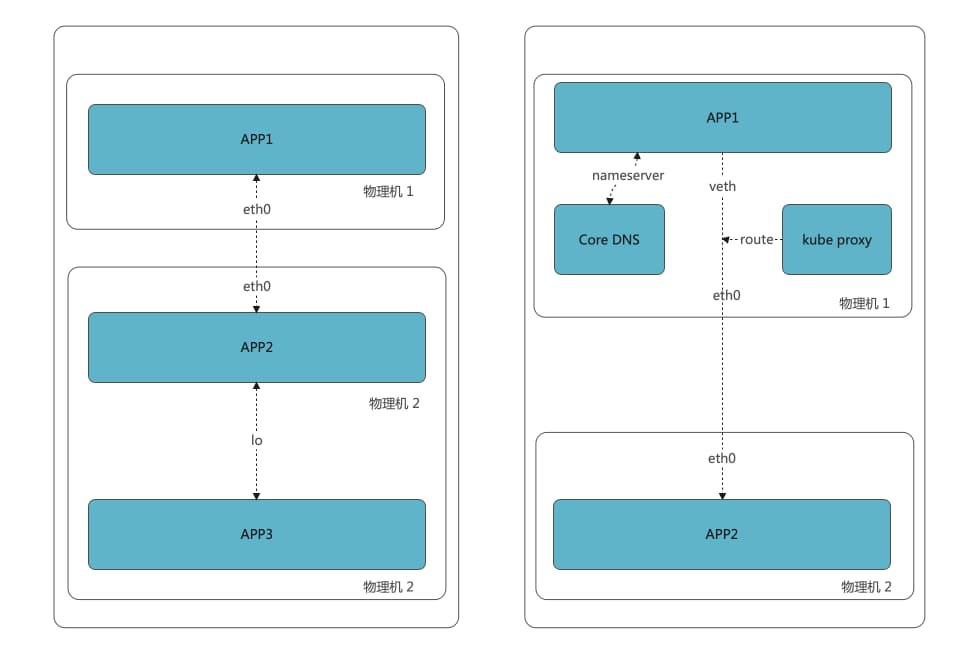 APP1
物理机 1
eth0
eth0
APP2
物理机 2
lo
APP3
物理机 2
APP1
nameserver
veth
Core DNS
route
kube proxy
eth0
物理机 1
eth0
APP2
物理机 2